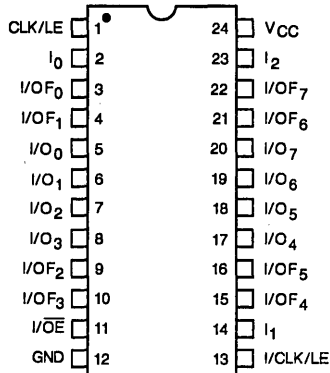 CLK/LE 1 24 VCC
I0 2 23 I2
I/OF0 3 22 I/OF7
I/OF1 4 21 I/OF6
I/O0 5 20 I/O7
I/O1 6 19 I/O6
I/O2 7 18 I/O5
I/O3 8 17 I/O4
I/OF2 9 16 I/OF5
I/OF3 10 15 I/OF4
I/O̅E̅ 11 14 I1
GND 12 13 I/CLK/LE